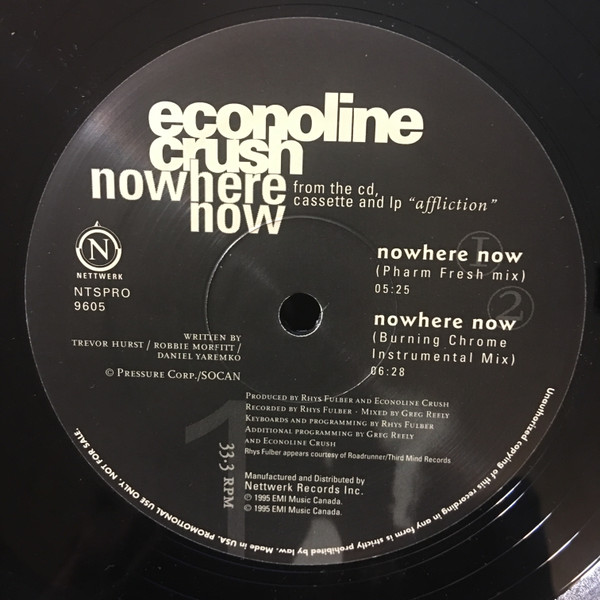 econoline
crush
nowhere
now
from the cd,
cassette and lp "affliction"
N
NETTWERK
NTSPRO
9605
1
nowhere now
(Pharm Fresh mix)
05:25
2
nowhere now
(Burning Chrome
Instrumental Mix)
06:28
WRITTEN BY
TREVOR HURST / ROBBIE MORFITT /
DANIEL YAREMKO
© PRESSURE CORP./SOCAN
PRODUCED BY RHYS FULBER AND ECONOLINE CRUSH
RECORDED BY RHYS FULBER · MIXED BY GREG REELY
KEYBOARDS AND PROGRAMMING BY RHYS FULBER
ADDITIONAL PROGRAMMING BY GREG REELY
AND ECONOLINE CRUSH
Rhys Fulber appears courtesy of Roadrunner/Third Mind Records
33.3 RPM
Manufactured and Distributed by
Nettwerk Records Inc.
© 1995 EMI Music Canada.
© 1995 EMI Music Canada.
Unauthorized copying of this recording in any form is strictly prohibited by law. Made in USA. PROMOTIONAL USE ONLY. NOT FOR SALE.